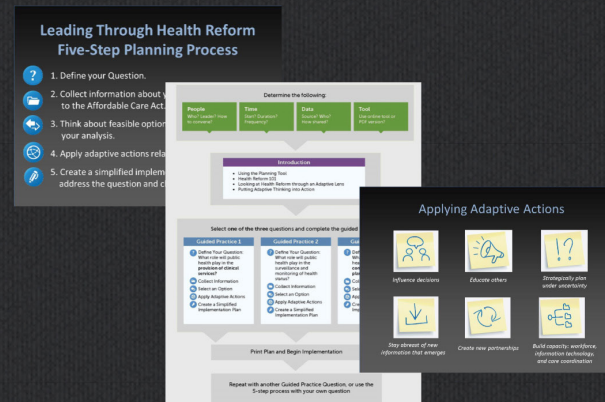 Leading Through Health Reform
Five-Step Planning Process
?
1. Define your Question.
2. Collect information about y
to the Affordable Care Act.
3. Think about feasible option
your analysis.
4. Apply adaptive actions rela
5. Create a simplified implem
address the question and c
Determine the following:
People
Who? Leader? How
to convene?
Time
Start? Duration?
Frequency?
Data
Source? Who?
How shared?
Tool
Use online tool or
PDF version?
Introduction
• Using the Planning Tool
• Health Reform 101
• Looking at Health Reform through an Adaptive Lens
• Putting Adaptive Thinking into Action
Select one of the three questions and complete the guided
Guided Practice 1
? Define Your Question:
What role will public
health play in the
provision of clinical
services?
Collect Information
Select an Option
Apply Adaptive Actions
Create a Simplified
Implementation Plan
Guided Practice 2
? Define Your Question:
What role will public
health play in the
surveillance and
monitoring of health
status?
Collect Information
Select an Option
Apply Adaptive Actions
Create a Simplified
Implementation Plan
Print Plan and Begin Implementation
Repeat with another Guided Practice Question, or use the
5-step process with your own question
Applying Adaptive Actions
Influence decisions
Educate others
!?
Strategically plan
under uncertainty
Stay abreast of new
information that emerges
Create new partnerships
Build capacity: workforce,
information technology,
and care coordination